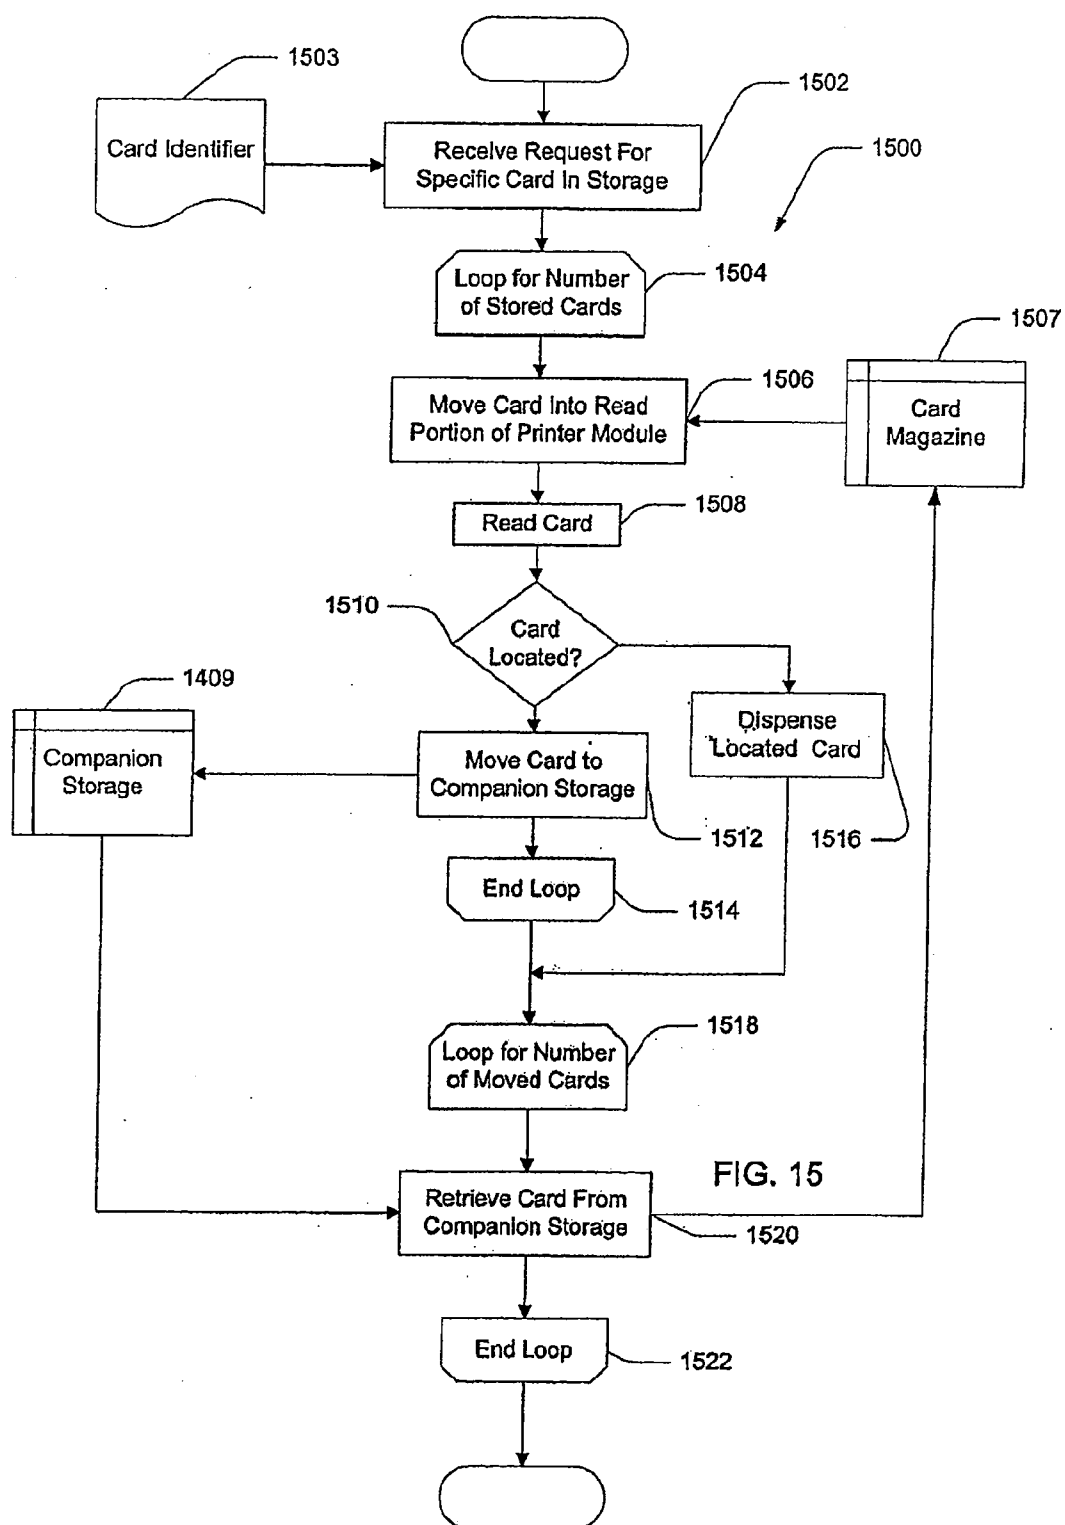 1503
1502
Card Identifier
Receive Request For
Specific Card In Storage
1500
Loop for Number
of Stored Cards
1504
1507
Move Card Into Read
Portion of Printer Module
1506
Card
Magazine
Read Card
1508
1510
Card
Located?
1409
Companion
Storage
Move Card to
Companion Storage
Dispense
Located Card
1512
1516
End Loop
1514
Loop for Number
of Moved Cards
1518
FIG. 15
Retrieve Card From
Companion Storage
1520
End Loop
1522